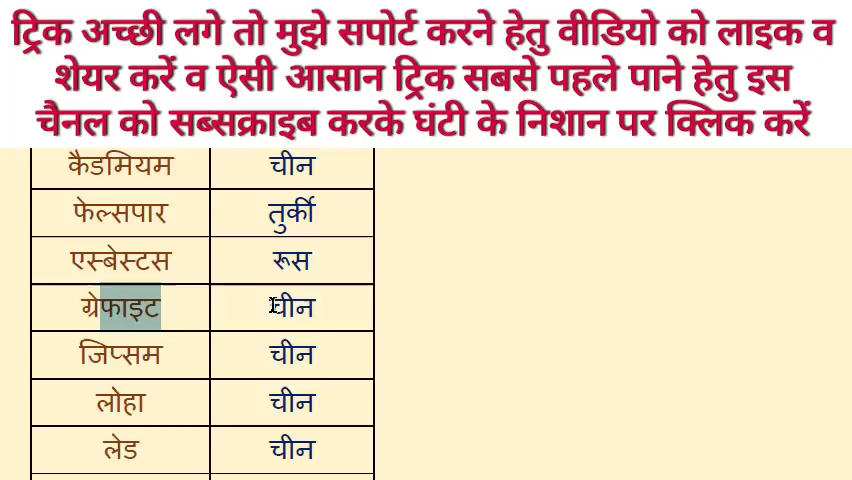 ट्रिक अच्छी लगे तो मुझे सपोर्ट करने हेतु वीडियो को लाइक व
शेयर करें व ऐसी आसान ट्रिक सबसे पहले पाने हेतु इस
चैनल को सब्सक्राइब करके घंटी के निशान पर क्लिक करें
कैडमियम चीन
फेल्सपार तुर्की
एस्बेस्टस रूस
ग्रेफाइट चीन
जिप्सम चीन
लोहा चीन
लेड चीन